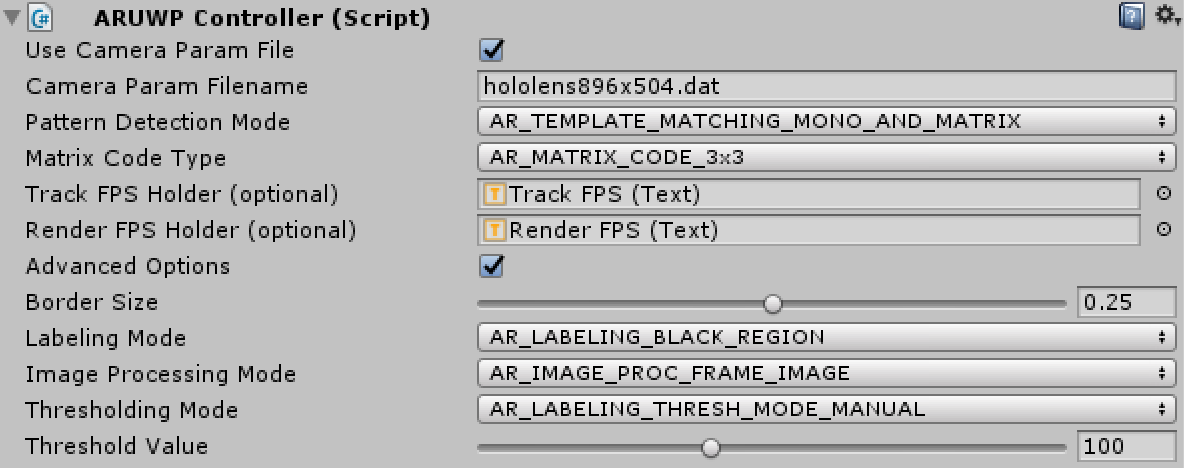 ARUWP Controller (Script)
Use Camera Param File
Camera Param Filename hololens896x504.dat
Pattern Detection Mode AR_TEMPLATE_MATCHING_MONO_AND_MATRIX
Matrix Code Type AR_MATRIX_CODE_3x3
Track FPS Holder (optional) Track FPS (Text)
Render FPS Holder (optional) Render FPS (Text)
Advanced Options
Border Size 0.25
Labeling Mode AR_LABELING_BLACK_REGION
Image Processing Mode AR_IMAGE_PROC_FRAME_IMAGE
Thresholding Mode AR_LABELING_THRESH_MODE_MANUAL
Threshold Value 100